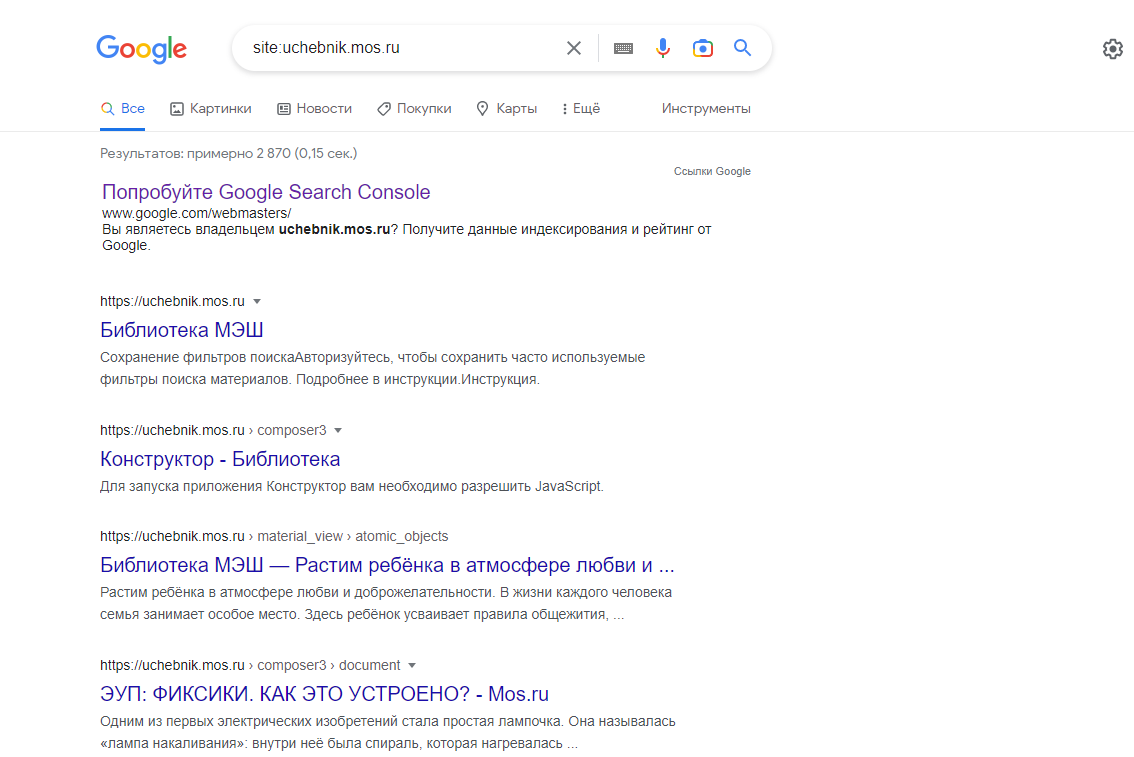 Google
site:uchebnik.mos.ru
Все Картинки Новости Покупки Карты Ещё Инструменты
Результатов: примерно 2 870 (0,15 сек.)
Ссылки Google
Попробуйте Google Search Console
www.google.com/webmasters/
Вы являетесь владельцем uchebnik.mos.ru? Получите данные индексирования и рейтинг от
Google.
https://uchebnik.mos.ru
Библиотека МЭШ
Сохранение фильтров поискаАвторизуйтесь, чтобы сохранить часто используемые
фильтры поиска материалов. Подробнее в инструкции.Инструкция.
https://uchebnik.mos.ru › composer3
Конструктор - Библиотека
Для запуска приложения Конструктор вам необходимо разрешить JavaScript.
https://uchebnik.mos.ru › material_view › atomic_objects
Библиотека МЭШ — Растим ребёнка в атмосфере любви и ...
Растим ребёнка в атмосфере любви и доброжелательности. В жизни каждого человека
семья занимает особое место. Здесь ребёнок усваивает правила общежития, ...
https://uchebnik.mos.ru › composer3 › document
ЭУП: ФИКСИКИ. КАК ЭТО УСТРОЕНО? - Mos.ru
Одним из первых электрических изобретений стала простая лампочка. Она называлась
«лампа накаливания»: внутри неё была спираль, которая нагревалась ...